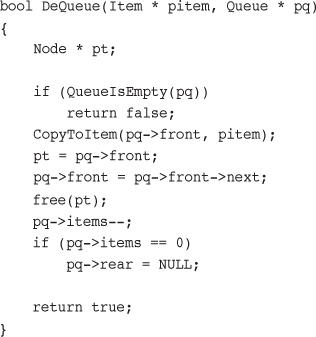 bool DeQueue(Item * pitem, Queue * pq)
{
    Node * pt;

    if (QueueIsEmpty(pq))
        return false;
    CopyToItem(pq->front, pitem);
    pt = pq->front;
    pq->front = pq->front->next;
    free(pt);
    pq->items--;
    if (pq->items == 0)
        pq->rear = NULL;

    return true;
}